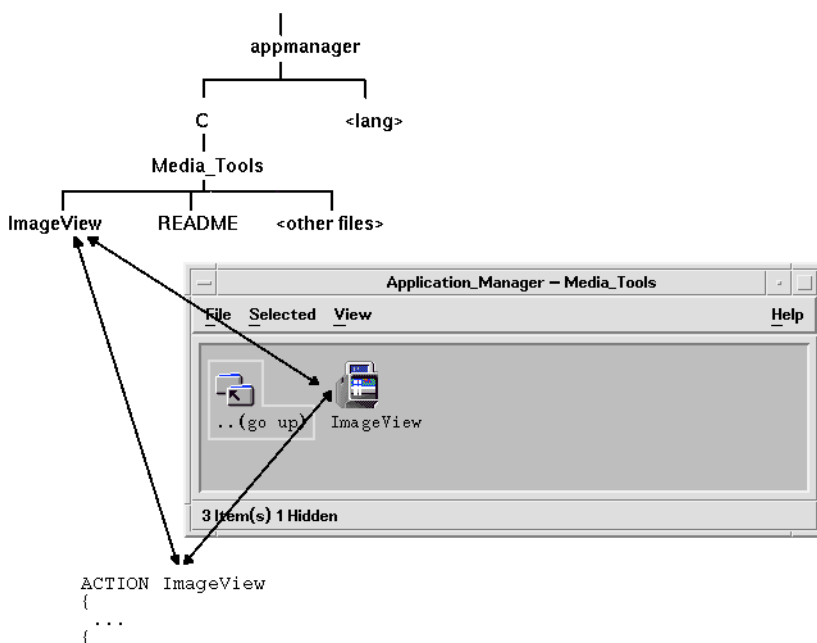 appmanager
C <lang>
Media_Tools
ImageView README <other files>
Application_Manager – Media_Tools
File Selected View Help
..(go up) ImageView
3 Item(s) 1 Hidden
ACTION ImageView
{
...
{